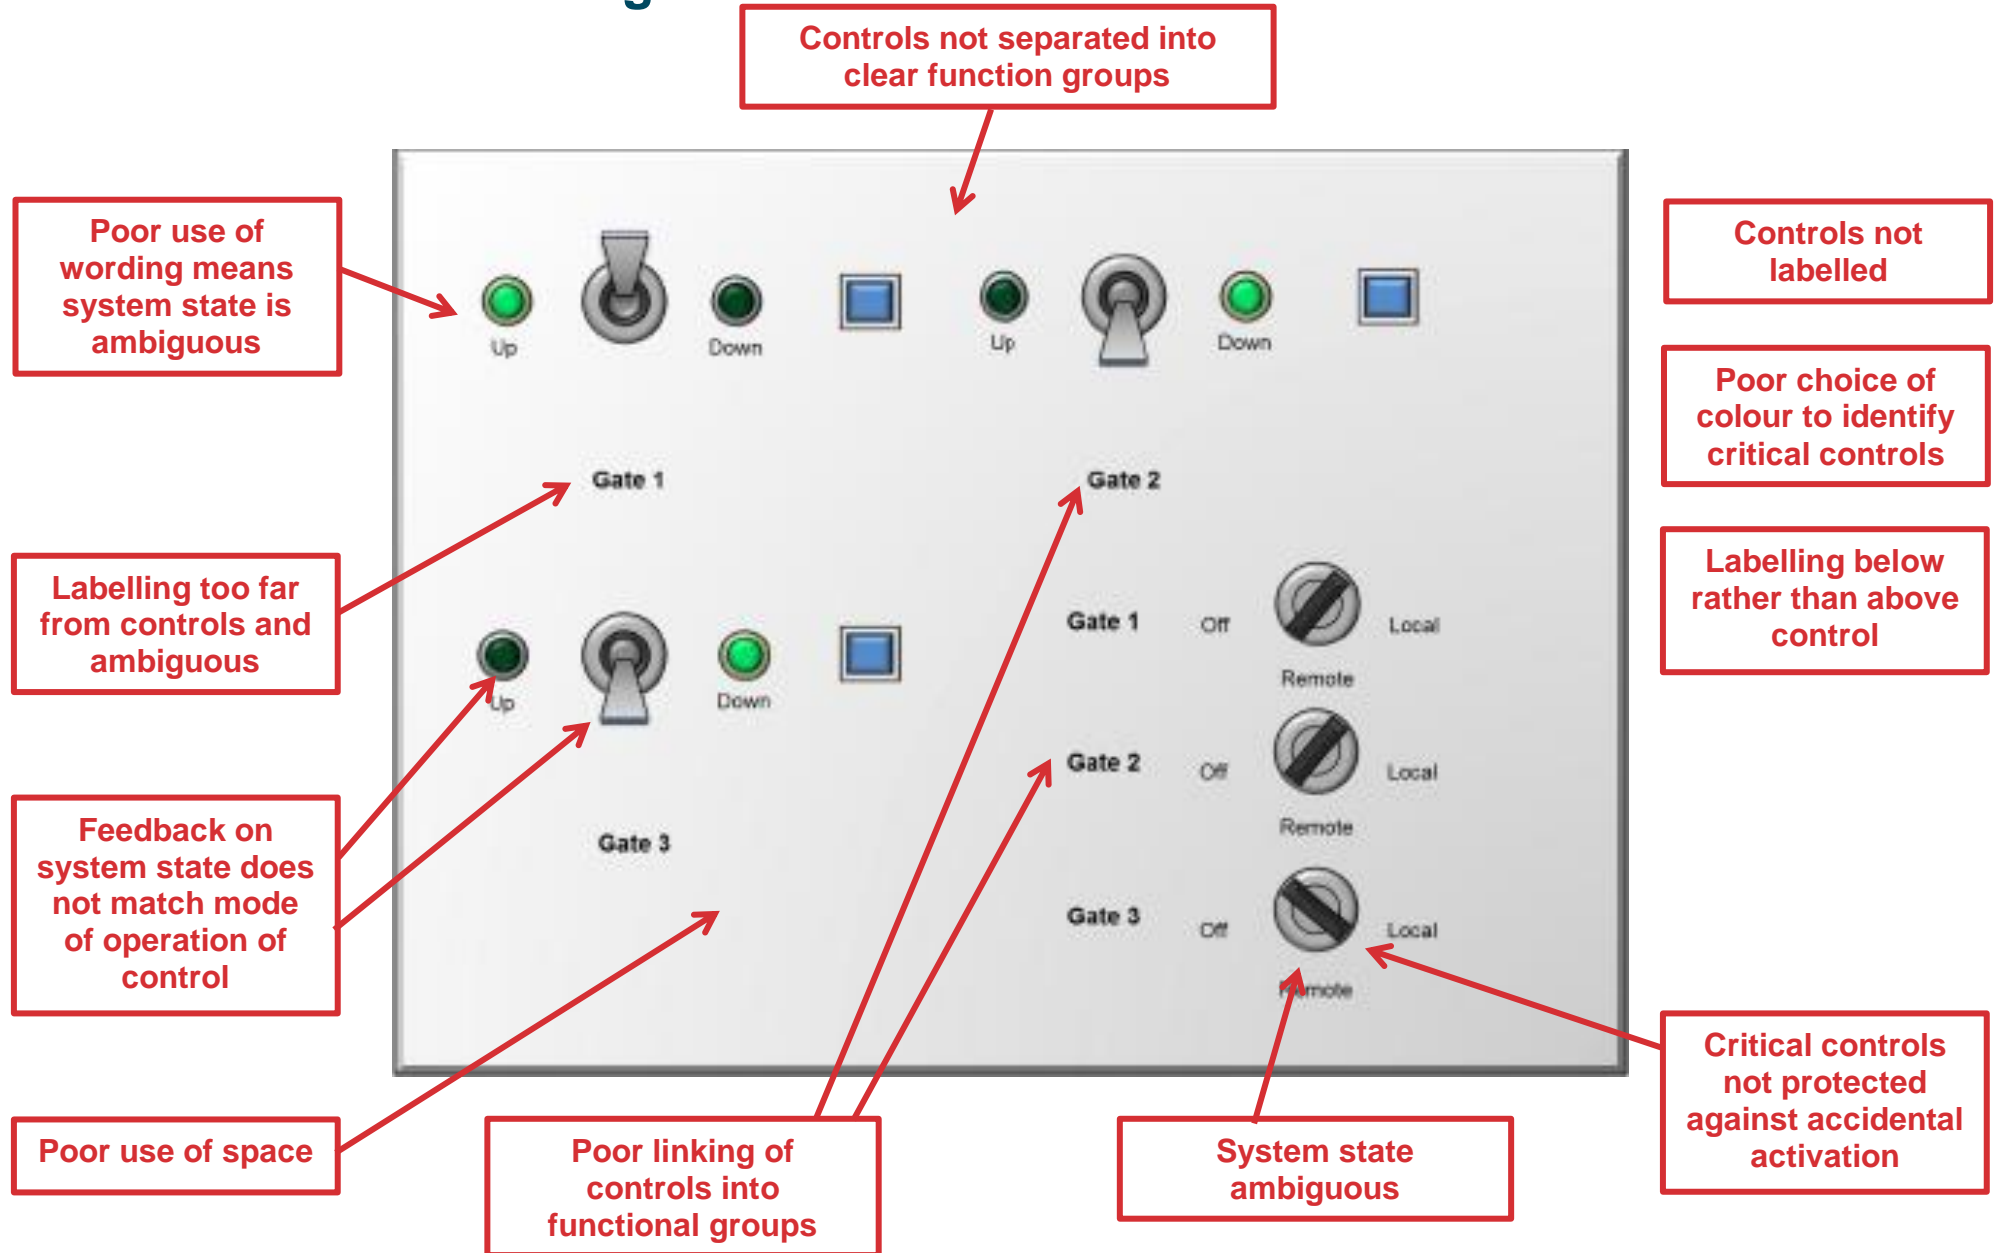 Controls not separated into
clear function groups
Poor use of
wording means
system state is
ambiguous
Controls not
labelled
Up
Down
Up
Down
Poor choice of
colour to identify
critical controls
Gate 1
Gate 2
Labelling too far
from controls and
ambiguous
Labelling below
rather than above
control
Gate 1
Off
Local
Remote
Up
Down
Gate 2
Off
Local
Remote
Feedback on
system state does
not match mode
of operation of
control
Gate 3
Gate 3
Off
Local
Remote
Critical controls
not protected
against accidental
activation
Poor use of space
Poor linking of
controls into
functional groups
System state
ambiguous